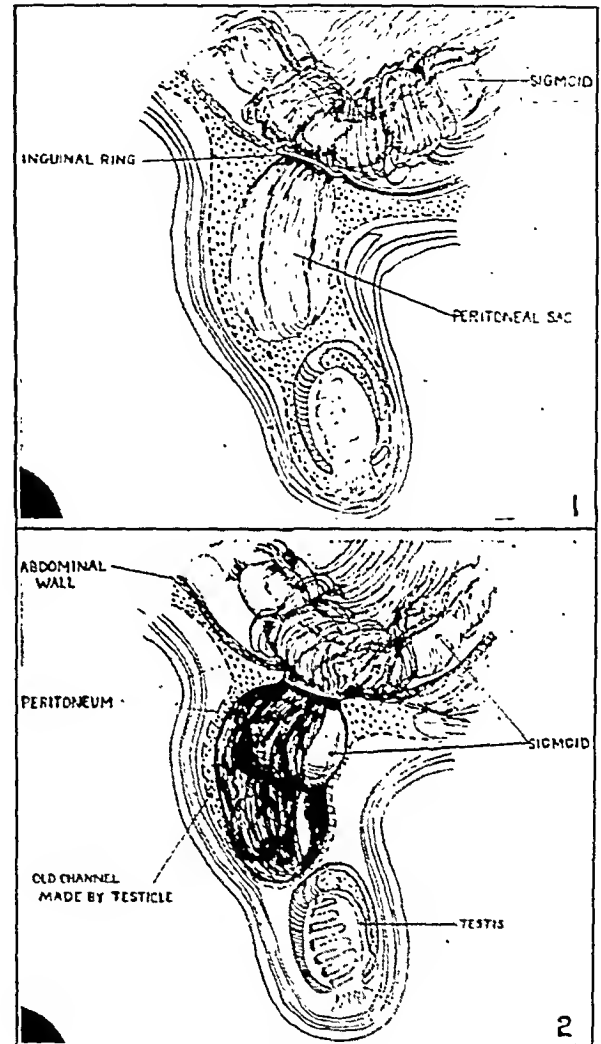 SIGMOID
INGUINAL RING
PERITONEAL SAC
1
ABDOMINAL
WALL
PERITONEUM
SIGMOID
OLD CHANNEL
MADE BY TESTICLE
TESTIS
2